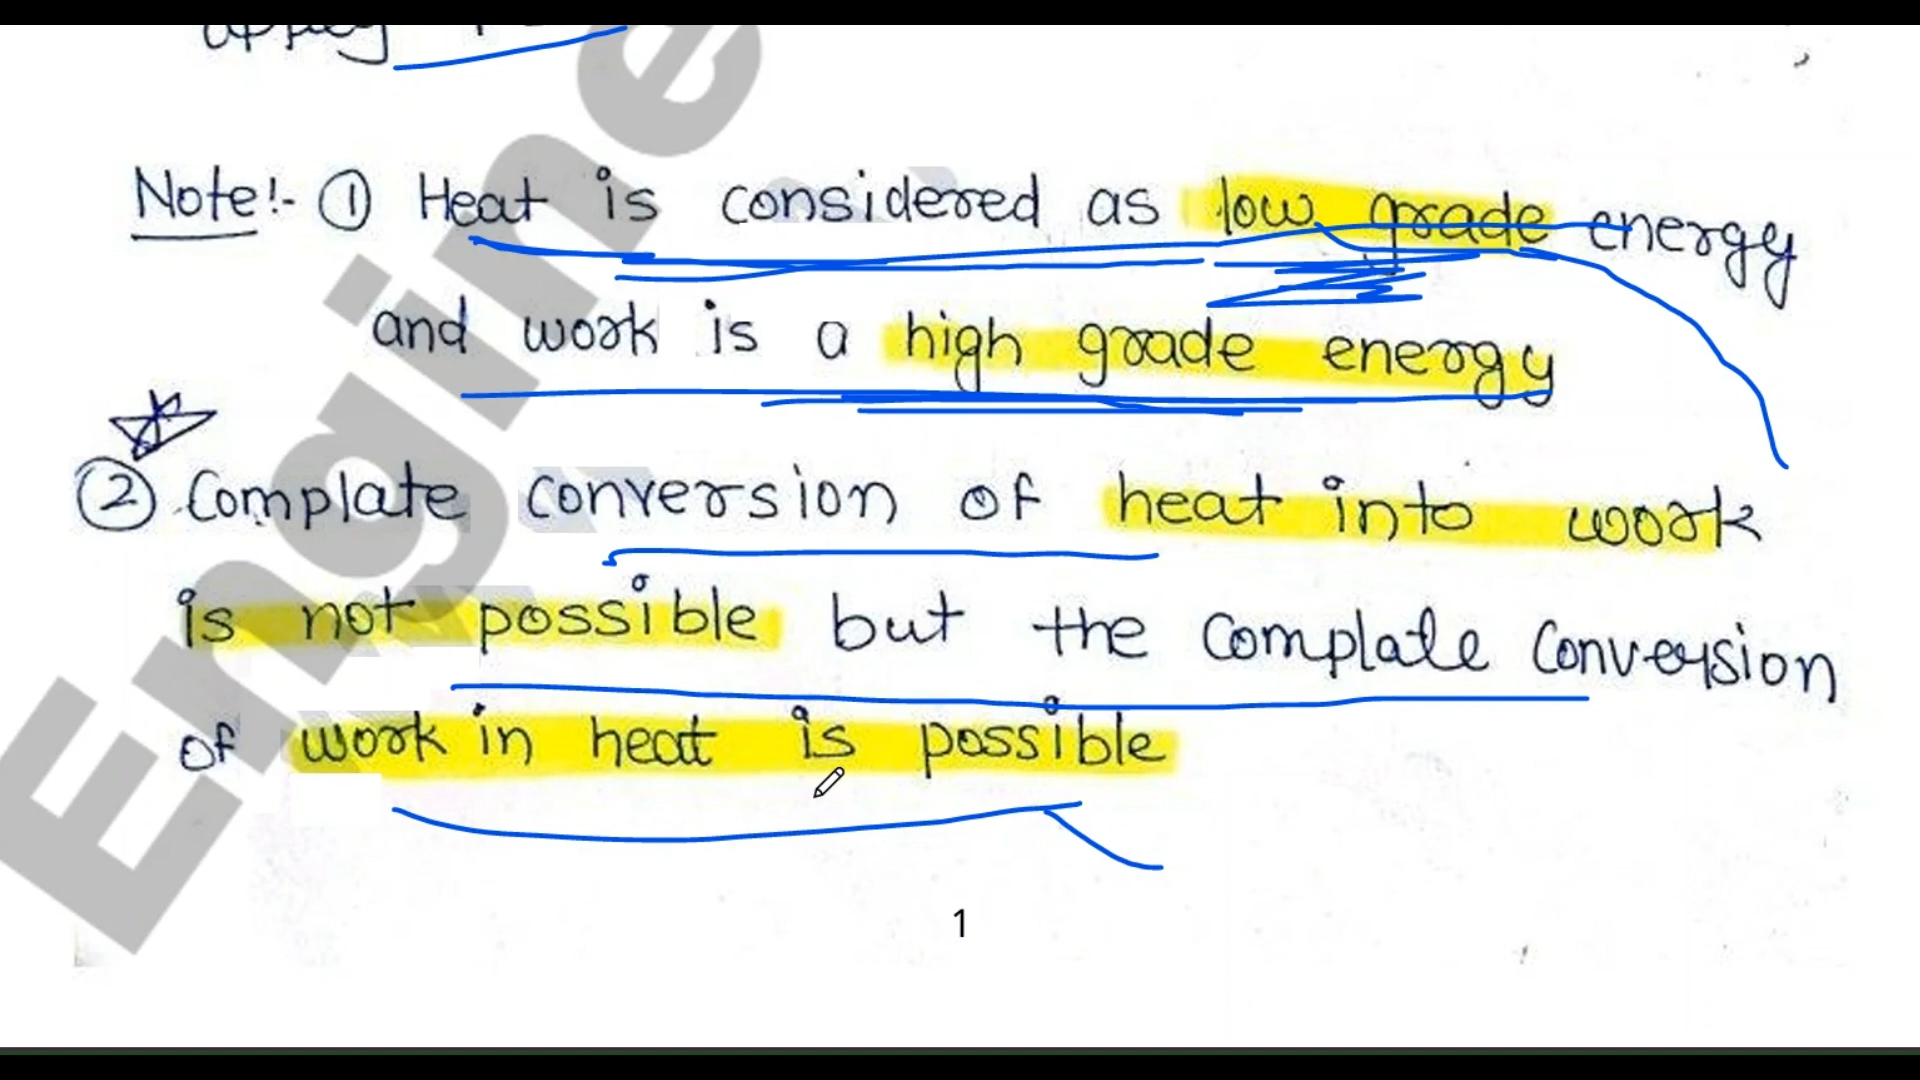 Note!- ① Heat is considered as low grade energy
and work is a high grade energy
② Complate conversion of heat into work
is not possible but the complate conversion
of work in heat is possible
1
Engine